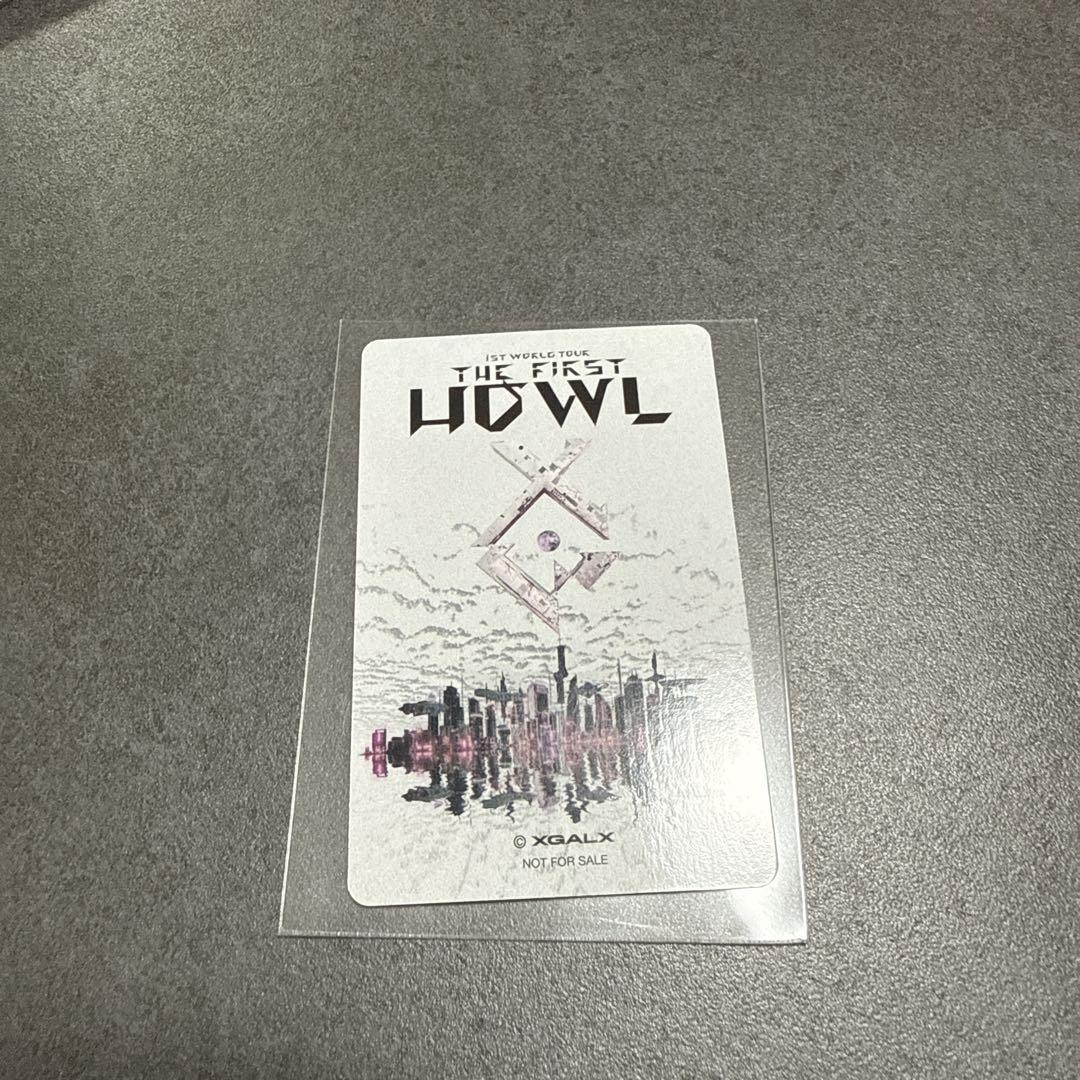 1ST WORLD TOUR
THE FIRST
HOWL
© XGALX
NOT FOR SALE